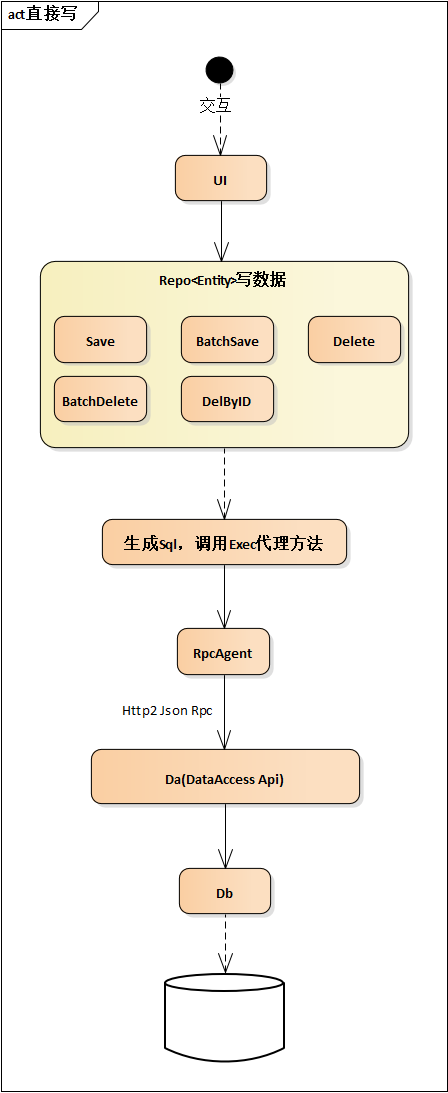 act直接写
交互
UI
Repo<Entity>写数据
Save
BatchSave
Delete
BatchDelete
DelByID
生成Sql，调用Exec代理方法
RpcAgent
Http2 Json Rpc
Da(DataAccess Api)
Db